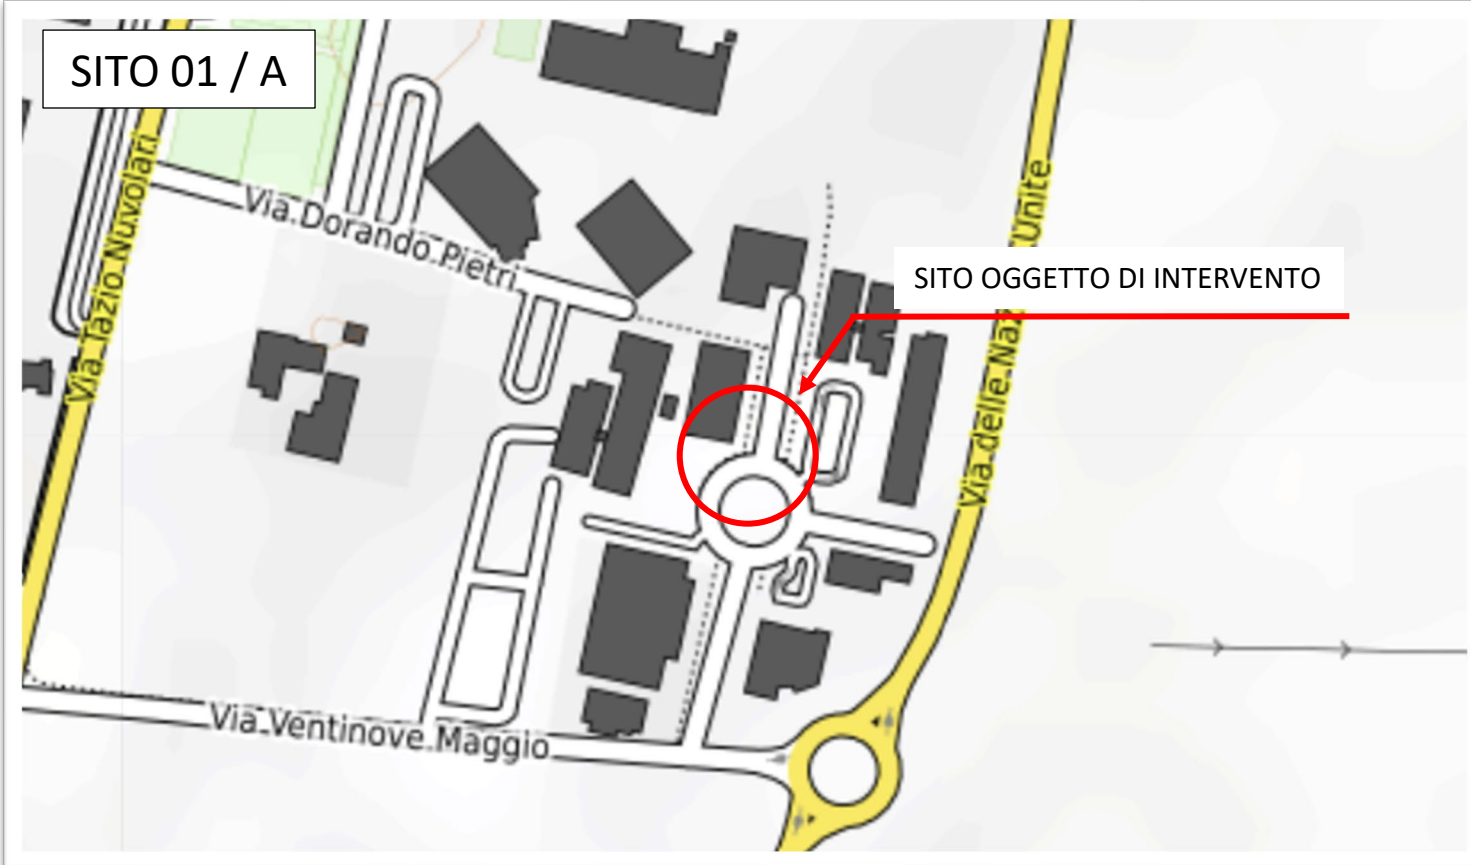 SITO 01 / A
Via Tazio Nuvolari
Via Dorando Pietri
SITO OGGETTO DI INTERVENTO
Via delle Naz
Unite
Via Ventinove Maggio